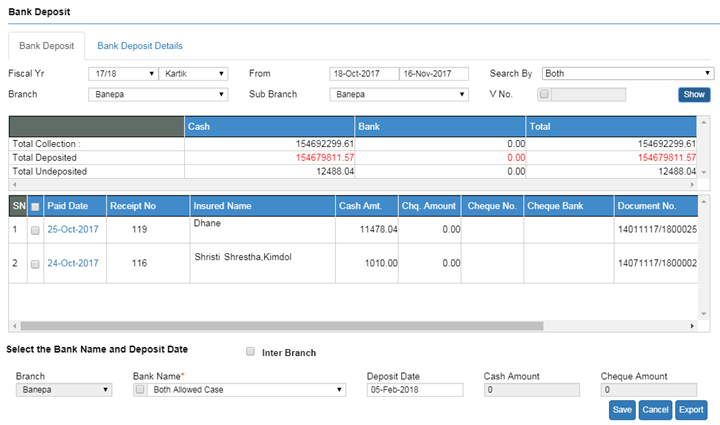 Bank Deposit
Bank Deposit Bank Deposit Details
Fiscal Yr 17/18 Kartik From 18-Oct-2017 16-Nov-2017 Search By Both
Branch Banepa Sub Branch Banepa V No. Show
Cash Bank Total
Total Collection : 154692299.61 0.00 154692299.61
Total Deposited 154679811.57 0.00 154679811.57
Total Undeposited 12488.04 0.00 12488.04
SN Paid Date Receipt No Insured Name Cash Amt. Chq. Amount Cheque No. Cheque Bank Document No.
1 25-Oct-2017 119 Dhane 11478.04 0.00 14011117/1800025
2 24-Oct-2017 116 Shristi Shrestha,Kimdol 1010.00 0.00 14071117/1800002
Select the Bank Name and Deposit Date Inter Branch
Branch Bank Name* Deposit Date Cash Amount Cheque Amount
Banepa Both Allowed Case 05-Feb-2018 0 0
Save Cancel Export